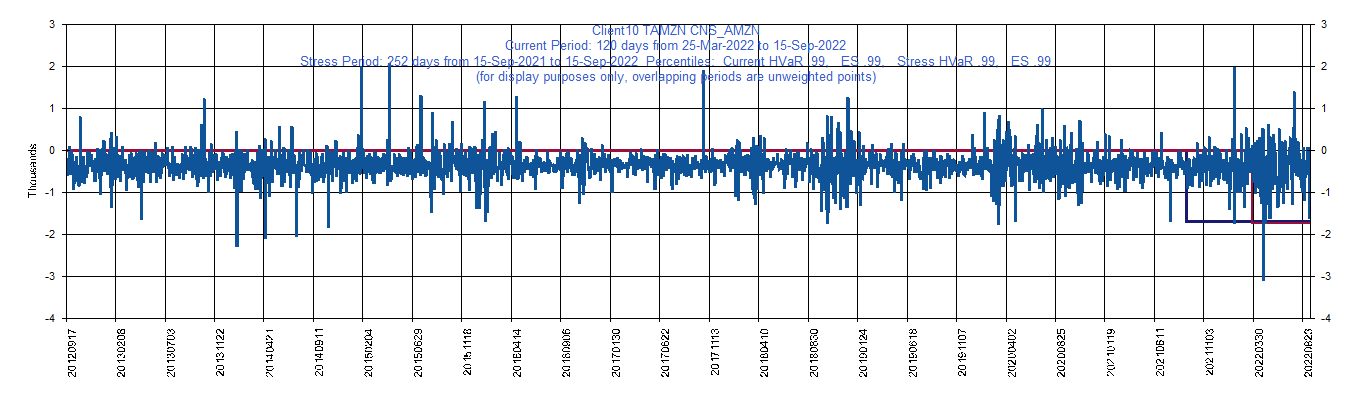 Client10 TAMZN CNS_AMZN
Current Period: 120 days from 25-Mar-2022 to 15-Sep-2022
Stress Period: 252 days from 15-Sep-2021 to 15-Sep-2022 Percentiles: Current HVaR .99, ES .99, Stress HVaR .99, ES .99
(for display purposes only, overlapping periods are unweighted points)
Thousands
3 3
2 2
1 1
0 0
-1 -1
-2 -2
-3 -3
-4 -4
20120917 20130208 20130703 20131122 20140421 20140911 20150204 20150629 20151118 20160414 20160906 20170130 20170622 20171113 20180410 20180830 20190124 20190618 20191107 20200402 20200825 20210119 20210611 20211103 20220330 20220823